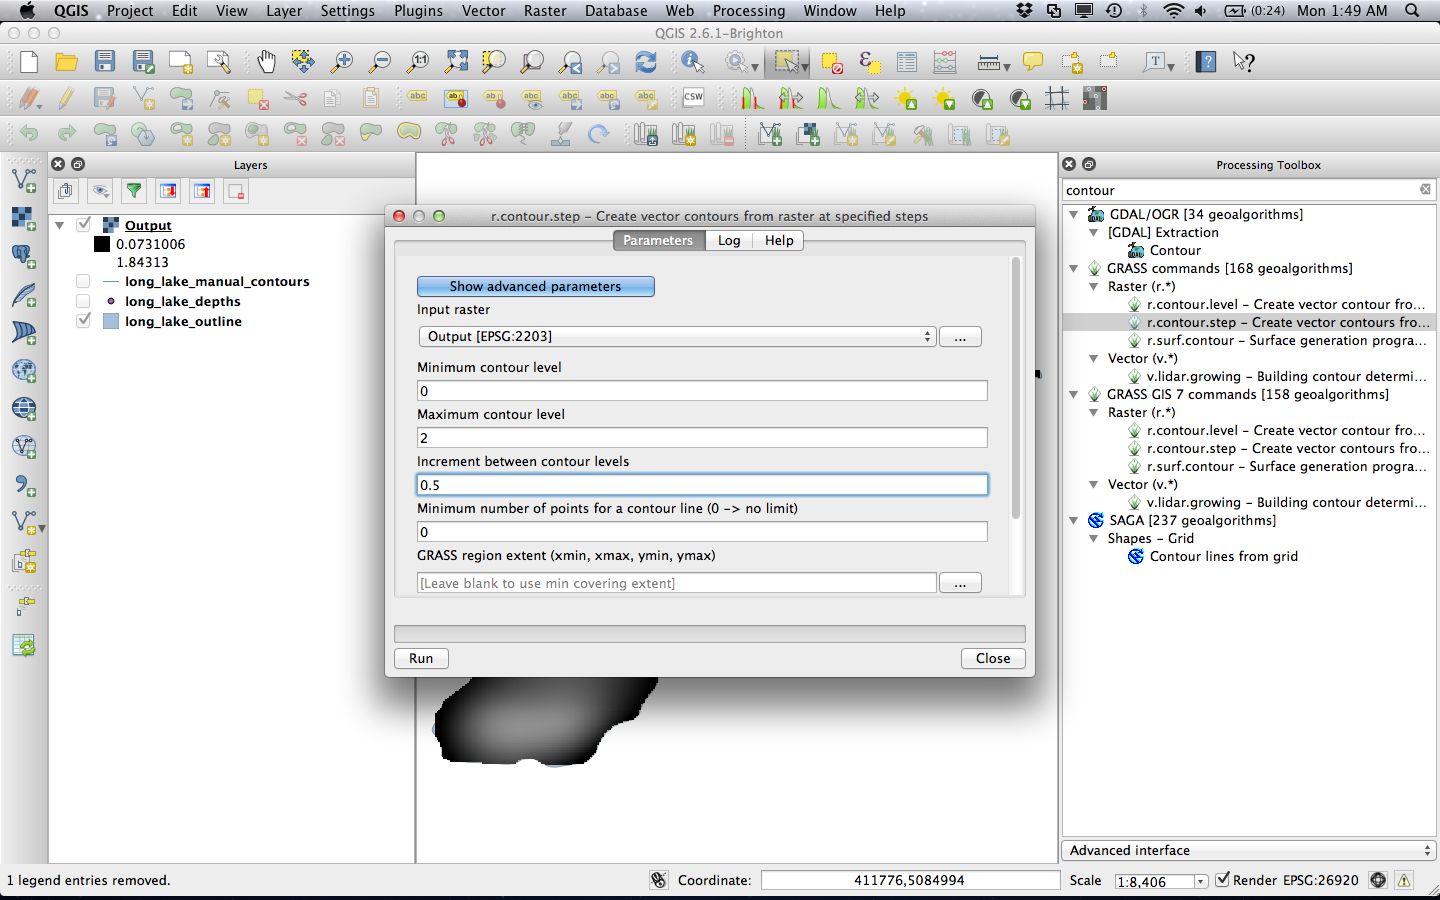 QGIS Project Edit View Layer Settings Plugins Vector Raster Database Web Processing Window Help (0:24) Mon 1:49 AM
QGIS 2.6.1-Brighton
Layers
Output
0.0731006
1.84313
long_lake_manual_contours
long_lake_depths
long_lake_outline
r.contour.step - Create vector contours from raster at specified steps
Parameters Log Help
Show advanced parameters
Input raster
Output [EPSG:2203] ...
Minimum contour level
0
Maximum contour level
2
Increment between contour levels
0.5
Minimum number of points for a contour line (0 -> no limit)
0
GRASS region extent (xmin, xmax, ymin, ymax)
[Leave blank to use min covering extent] ...
Run Close
Processing Toolbox
contour
GDAL/OGR [34 geoalgorithms]
[GDAL] Extraction
Contour
GRASS commands [168 geoalgorithms]
Raster (r.*)
r.contour.level - Create vector contour fro...
r.contour.step - Create vector contours fro...
r.surf.contour - Surface generation progra...
Vector (v.*)
v.lidar.growing - Building contour determi...
GRASS GIS 7 commands [158 geoalgorithms]
Raster (r.*)
r.contour.level - Create vector contour fro...
r.contour.step - Create vector contours fro...
r.surf.contour - Surface generation progra...
Vector (v.*)
v.lidar.growing - Building contour determi...
SAGA [237 geoalgorithms]
Shapes - Grid
Contour lines from grid
Advanced interface
1 legend entries removed. Coordinate: 411776,5084994 Scale 1:8,406 Render EPSG:26920